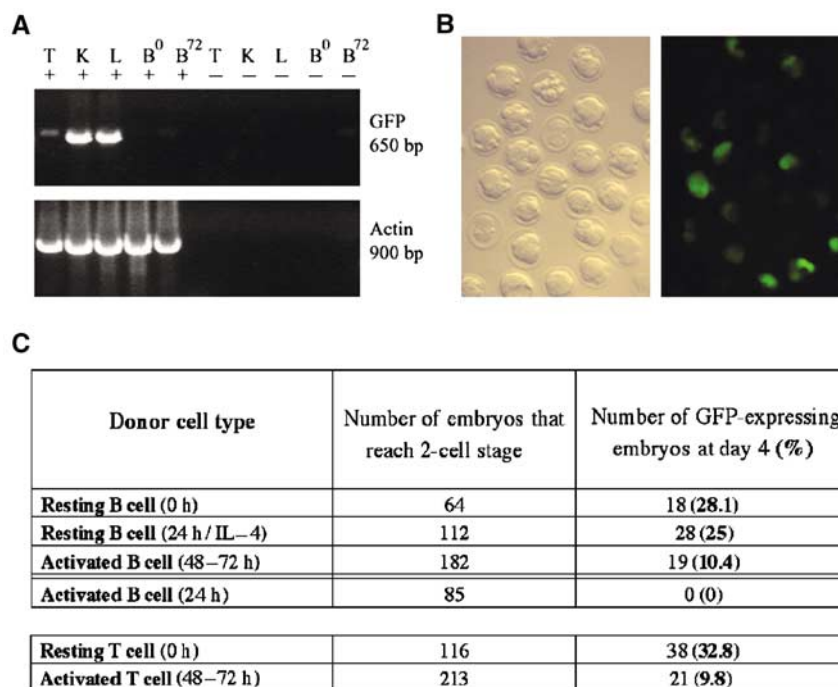 A
T K L B⁰ B⁷² T K L B⁰ B⁷²
+ + + + + − − − − −
GFP
650 bp
Actin
900 bp
B
C
Donor cell type | Number of embryos that reach 2-cell stage | Number of GFP-expressing embryos at day 4 (%)
Resting B cell (0 h) 64 18 (28.1)
Resting B cell (24 h / IL–4) 112 28 (25)
Activated B cell (48–72 h) 182 19 (10.4)
Activated B cell (24 h) 85 0 (0)
Resting T cell (0 h) 116 38 (32.8)
Activated T cell (48–72 h) 213 21 (9.8)